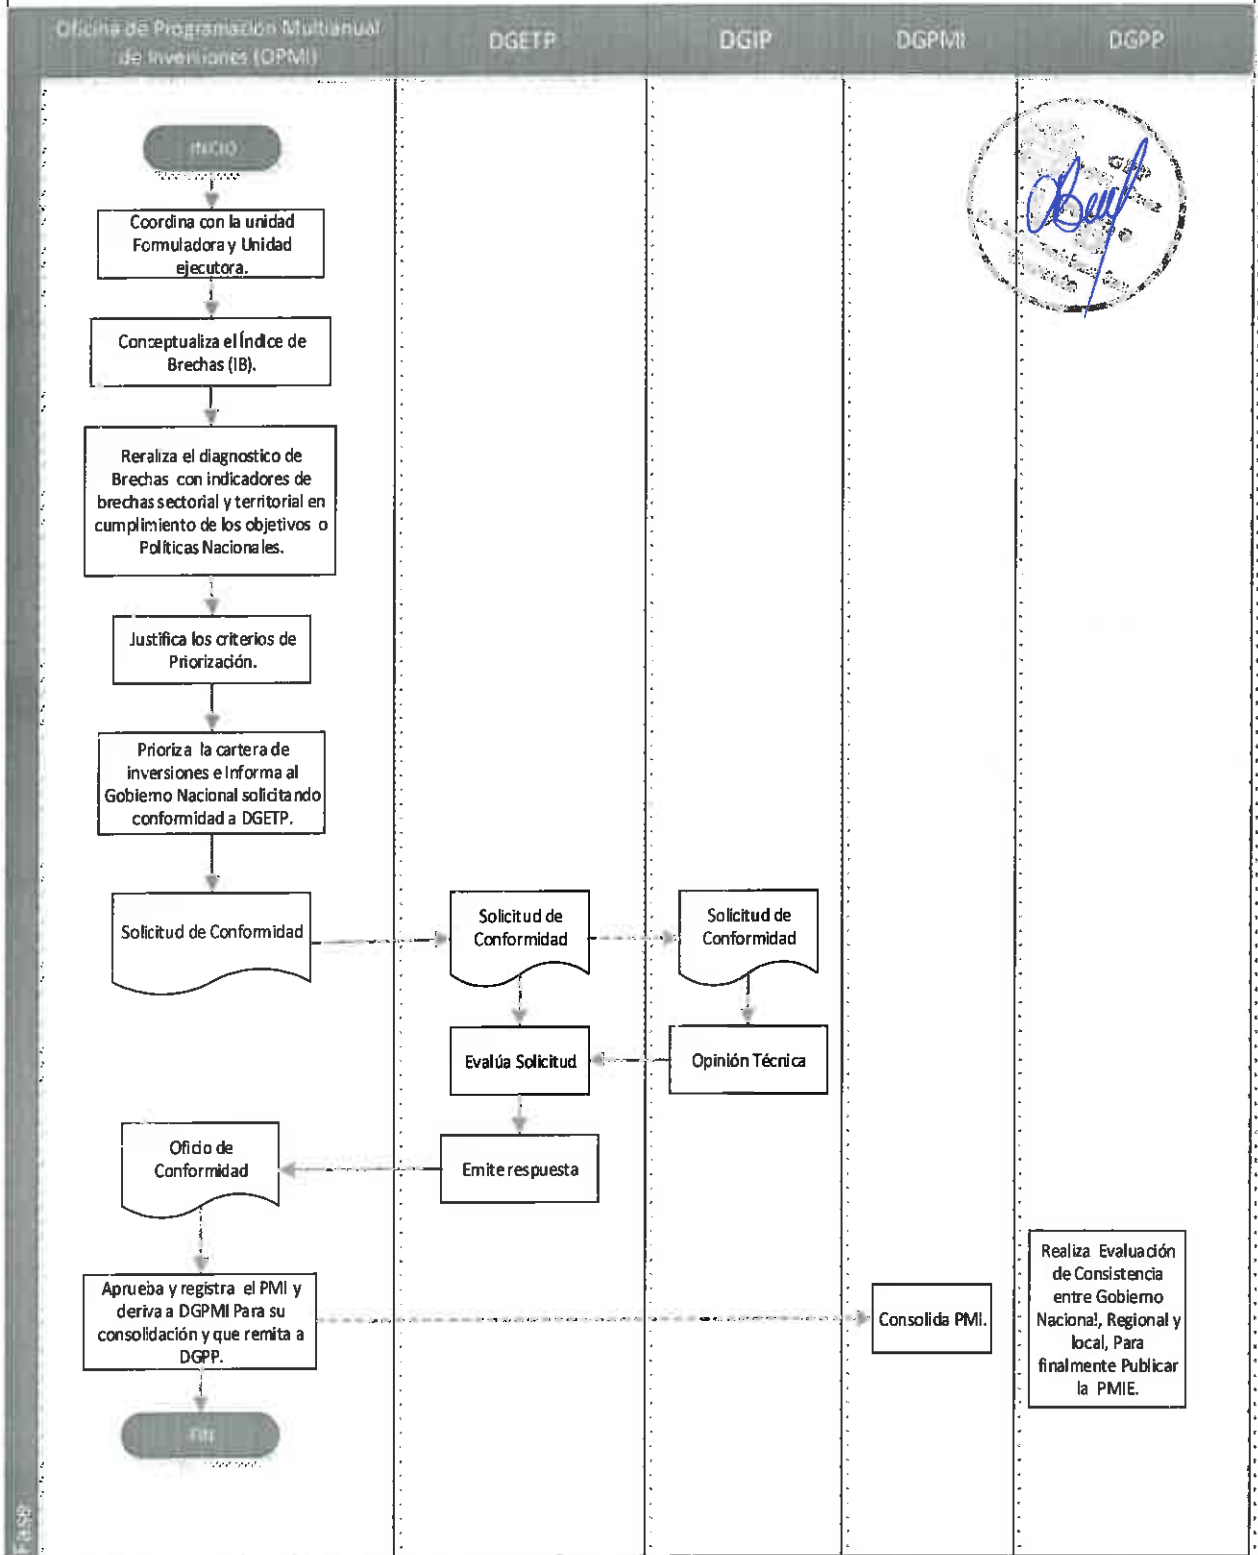 Oficina de Programación Multianual
de Inversiones (OPMI)
DGETP
DGIP
DGPMI
DGPP
INICIO
Coordina con la unidad
Formuladora y Unidad
ejecutora.
Conceptualiza el Índice de
Brechas (IB).
Reraliza el diagnostico de
Brechas con indicadores de
brechas sectorial y territorial en
cumplimiento de los objetivos o
Políticas Nacionales.
Justifica los criterios de
Priorización.
Prioriza la cartera de
inversiones e Informa al
Gobierno Nacional solicitando
conformidad a DGETP.
Solicitud de Conformidad
Solicitud de
Conformidad
Solicitud de
Conformidad
Evalúa Solicitud
Opinión Técnica
Oficio de
Conformidad
Emite respuesta
Aprueba y registra el PMI y
deriva a DGPMI Para su
consolidación y que remita a
DGPP.
Consolida PMI.
Realiza Evaluación
de Consistencia
entre Gobierno
Nacional, Regional y
local, Para
finalmente Publicar
la PMIE.
FIN
Fase